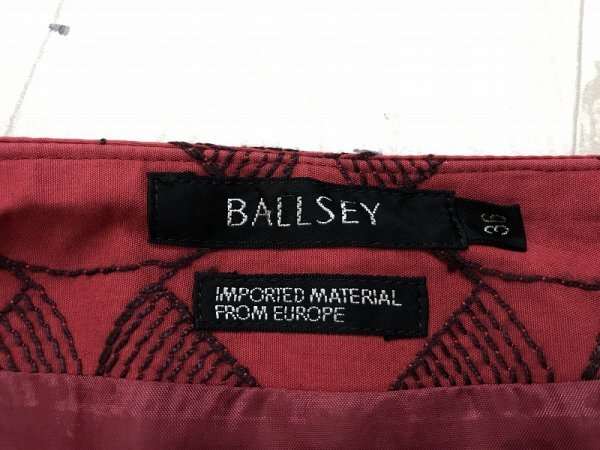 BALLSEY
36
IMPORTED MATERIAL
FROM EUROPE